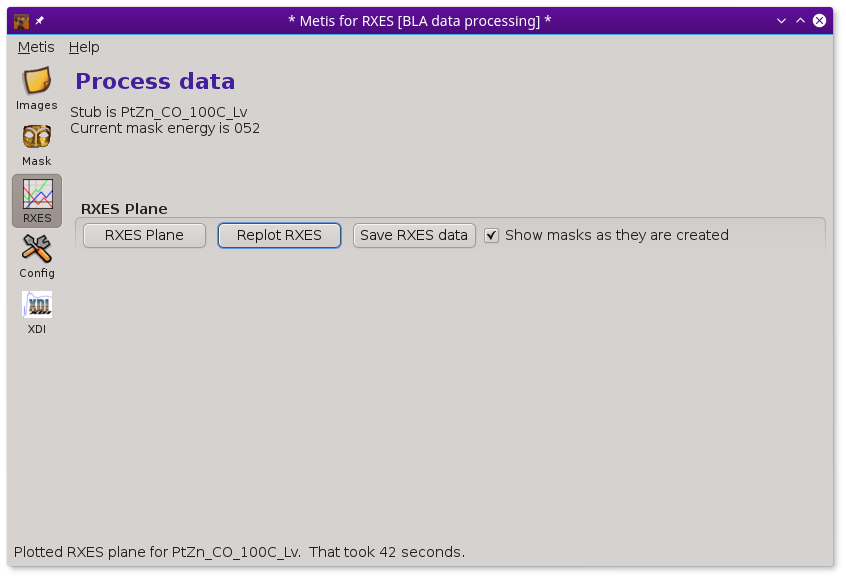 * Metis for RXES [BLA data processing] *
Metis Help
Process data
Images
Stub is PtZn_CO_100C_Lv
Current mask energy is 052
Mask
RXES
RXES Plane
RXES Plane Replot RXES Save RXES data Show masks as they are created
Config
XDI
XDI
Plotted RXES plane for PtZn_CO_100C_Lv.  That took 42 seconds.